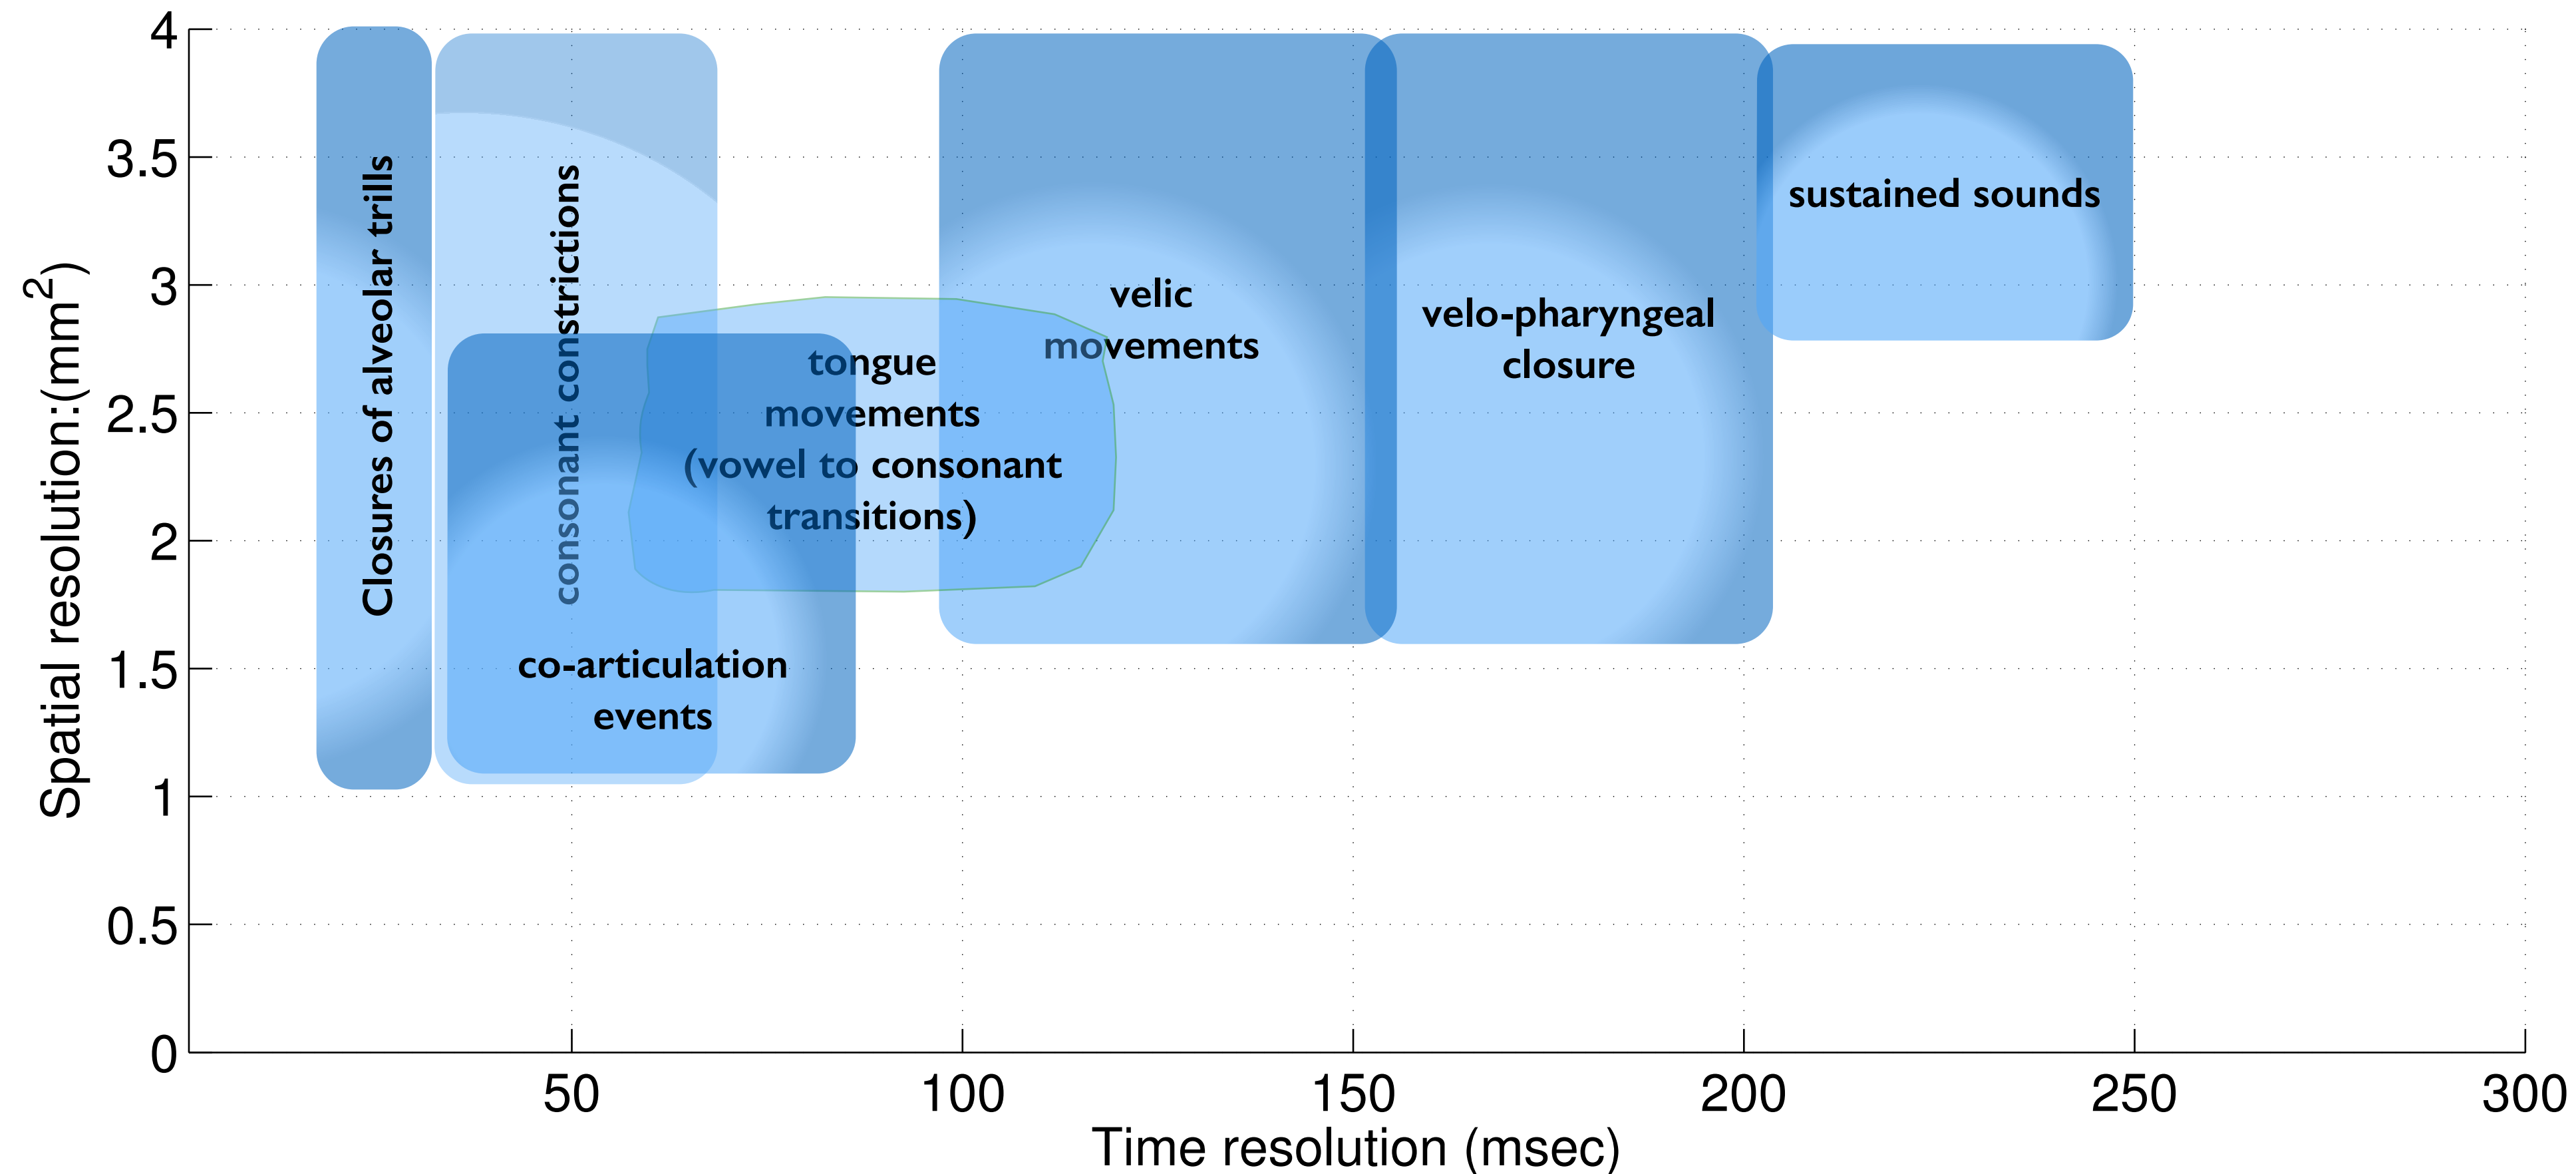 4
3.5
3
2.5
2
1.5
1
0.5
0
Spatial resolution:(mm²)
Closures of alveolar trills
consonant constrictions
tongue
movements
(vowel to consonant
transitions)
co-articulation
events
velic
movements
velo-pharyngeal
closure
sustained sounds
50 100 150 200 250 300
Time resolution (msec)